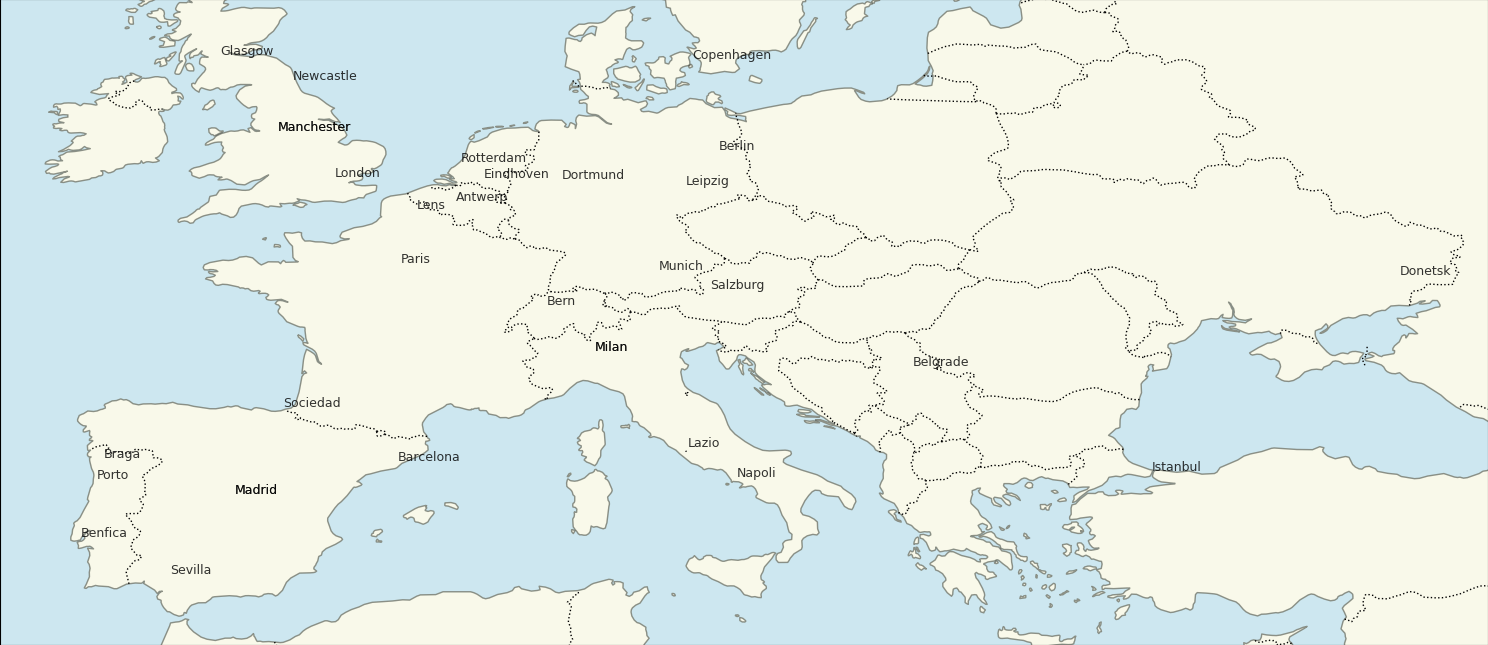 Glasgow
Copenhagen
Newcastle
Manchester
Berlin
Rotterdam
London
Eindhoven
Dortmund
Leipzig
Antwerp
Lens
Paris
Munich
Donetsk
Salzburg
Bern
Milan
Belgrade
Sociedad
Lazio
Braga
Barcelona
Istanbul
Porto
Napoli
Madrid
Benfica
Sevilla